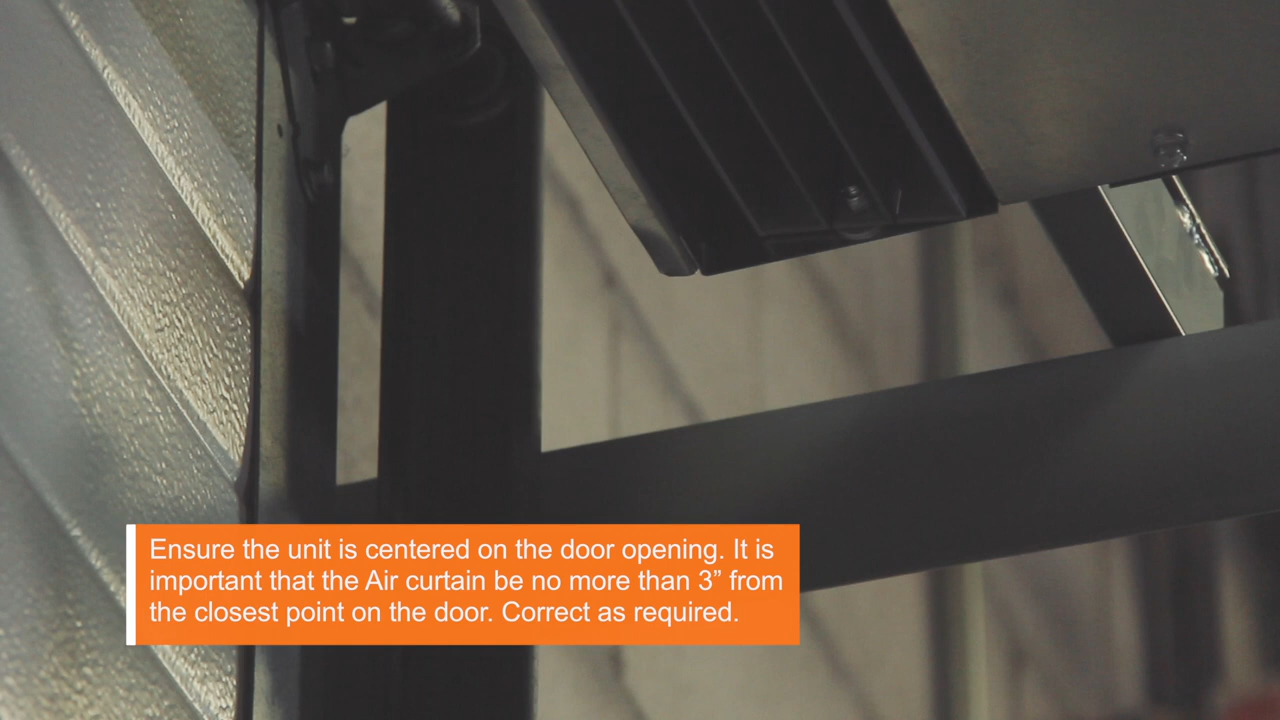 Ensure the unit is centered on the door opening. It is
important that the Air curtain be no more than 3” from
the closest point on the door. Correct as required.